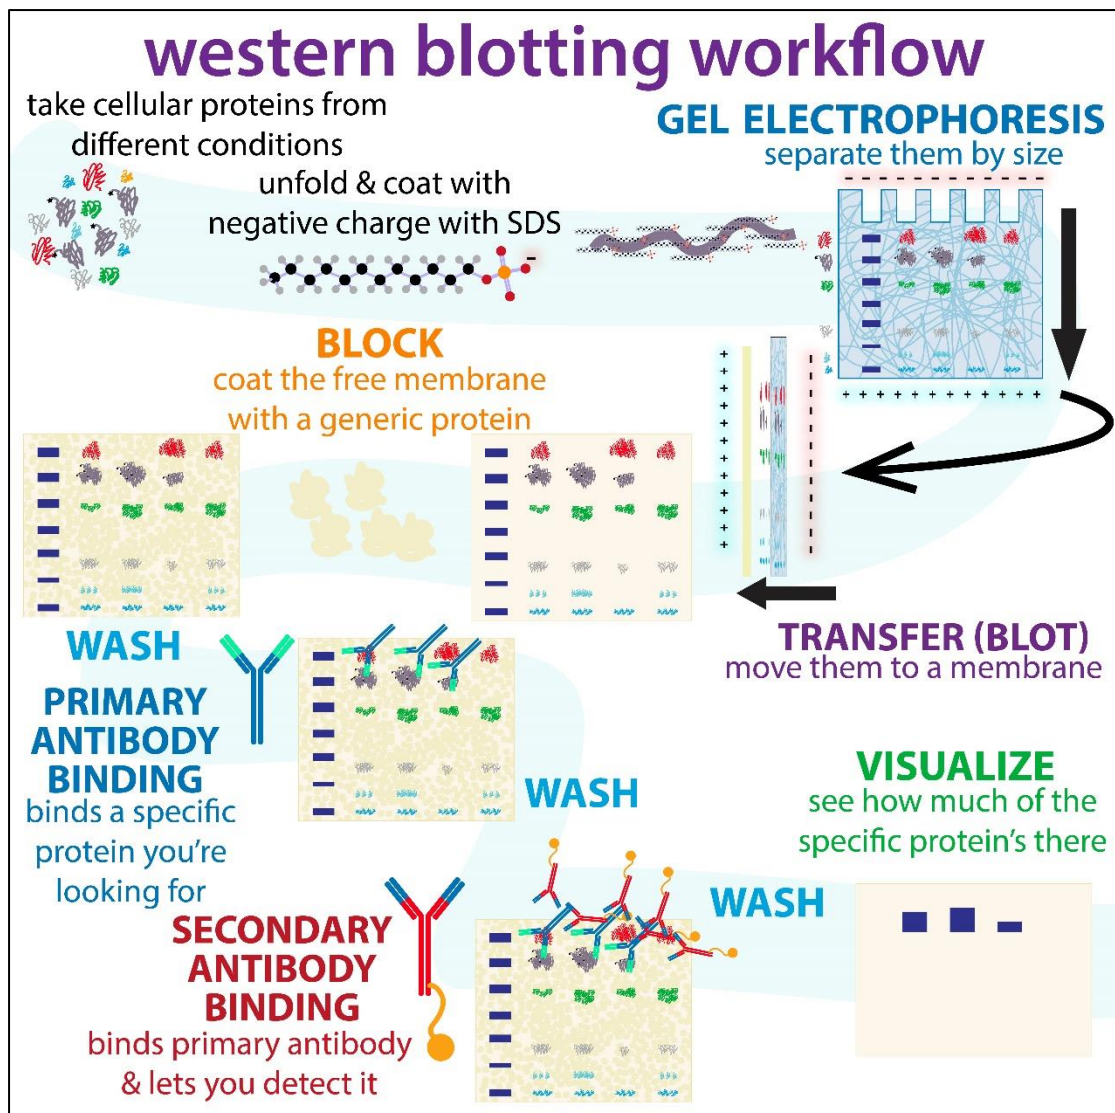 western blotting workflow
take cellular proteins from
different conditions
unfold & coat with
negative charge with SDS
GEL ELECTROPHORESIS
separate them by size
- - - - - - - - - - -
+ + + + + + + + + + + +
BLOCK
coat the free membrane
with a generic protein
TRANSFER (BLOT)
move them to a membrane
WASH
PRIMARY
ANTIBODY
BINDING
binds a specific
protein you're
looking for
WASH
SECONDARY
ANTIBODY
BINDING
binds primary antibody
& lets you detect it
WASH
VISUALIZE
see how much of the
specific protein's there